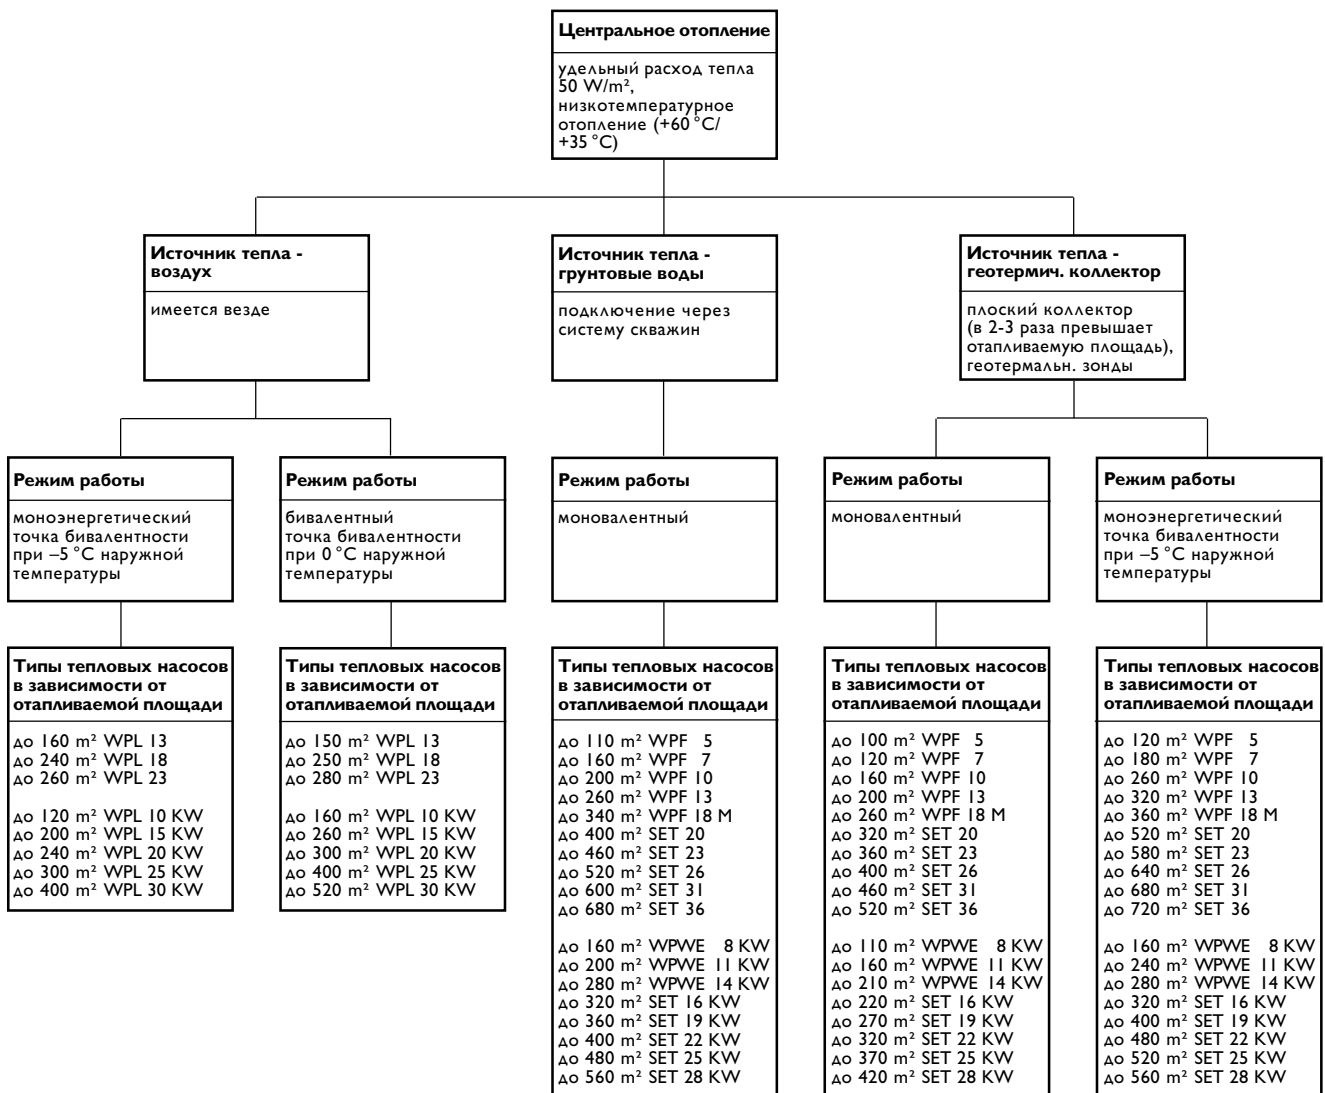 Центральное отопление
удельный расход тепла
50 W/m²,
низкотемпературное
отопление (+60 °C/
+35 °C)
Источник тепла -
воздух
имеется везде
Источник тепла -
грунтовые воды
подключение через
систему скважин
Источник тепла -
геотермич. коллектор
плоский коллектор
(в 2-3 раза превышает
отапливаемую площадь),
геотермальн. зонды
Режим работы
моноэнергетический
точка бивалентности
при –5 °C наружной
температуры
Режим работы
бивалентный
точка бивалентности
при 0 °C наружной
температуры
Режим работы
моновалентный
Режим работы
моновалентный
Режим работы
моноэнергетический
точка бивалентности
при –5 °C наружной
температуры
Типы тепловых насосов
в зависимости от
отапливаемой площади
до 160 m² WPL 13
до 240 m² WPL 18
до 260 m² WPL 23
до 120 m² WPL 10 KW
до 200 m² WPL 15 KW
до 240 m² WPL 20 KW
до 300 m² WPL 25 KW
до 400 m² WPL 30 KW
Типы тепловых насосов
в зависимости от
отапливаемой площади
до 150 m² WPL 13
до 250 m² WPL 18
до 280 m² WPL 23
до 160 m² WPL 10 KW
до 260 m² WPL 15 KW
до 300 m² WPL 20 KW
до 400 m² WPL 25 KW
до 520 m² WPL 30 KW
Типы тепловых насосов
в зависимости от
отапливаемой площади
до 110 m² WPF 5
до 160 m² WPF 7
до 200 m² WPF 10
до 260 m² WPF 13
до 340 m² WPF 18 M
до 400 m² SET 20
до 460 m² SET 23
до 520 m² SET 26
до 600 m² SET 31
до 680 m² SET 36
до 160 m² WPWE 8 KW
до 200 m² WPWE 11 KW
до 280 m² WPWE 14 KW
до 320 m² SET 16 KW
до 360 m² SET 19 KW
до 400 m² SET 22 KW
до 480 m² SET 25 KW
до 560 m² SET 28 KW
Типы тепловых насосов
в зависимости от
отапливаемой площади
до 100 m² WPF 5
до 120 m² WPF 7
до 160 m² WPF 10
до 200 m² WPF 13
до 260 m² WPF 18 M
до 320 m² SET 20
до 360 m² SET 23
до 400 m² SET 26
до 460 m² SET 31
до 520 m² SET 36
до 110 m² WPWE 8 KW
до 160 m² WPWE 11 KW
до 210 m² WPWE 14 KW
до 220 m² SET 16 KW
до 270 m² SET 19 KW
до 320 m² SET 22 KW
до 370 m² SET 25 KW
до 420 m² SET 28 KW
Типы тепловых насосов
в зависимости от
отапливаемой площади
до 120 m² WPF 5
до 180 m² WPF 7
до 260 m² WPF 10
до 320 m² WPF 13
до 360 m² WPF 18 M
до 520 m² SET 20
до 580 m² SET 23
до 640 m² SET 26
до 680 m² SET 31
до 720 m² SET 36
до 160 m² WPWE 8 KW
до 240 m² WPWE 11 KW
до 280 m² WPWE 14 KW
до 320 m² SET 16 KW
до 400 m² SET 19 KW
до 480 m² SET 22 KW
до 520 m² SET 25 KW
до 560 m² SET 28 KW